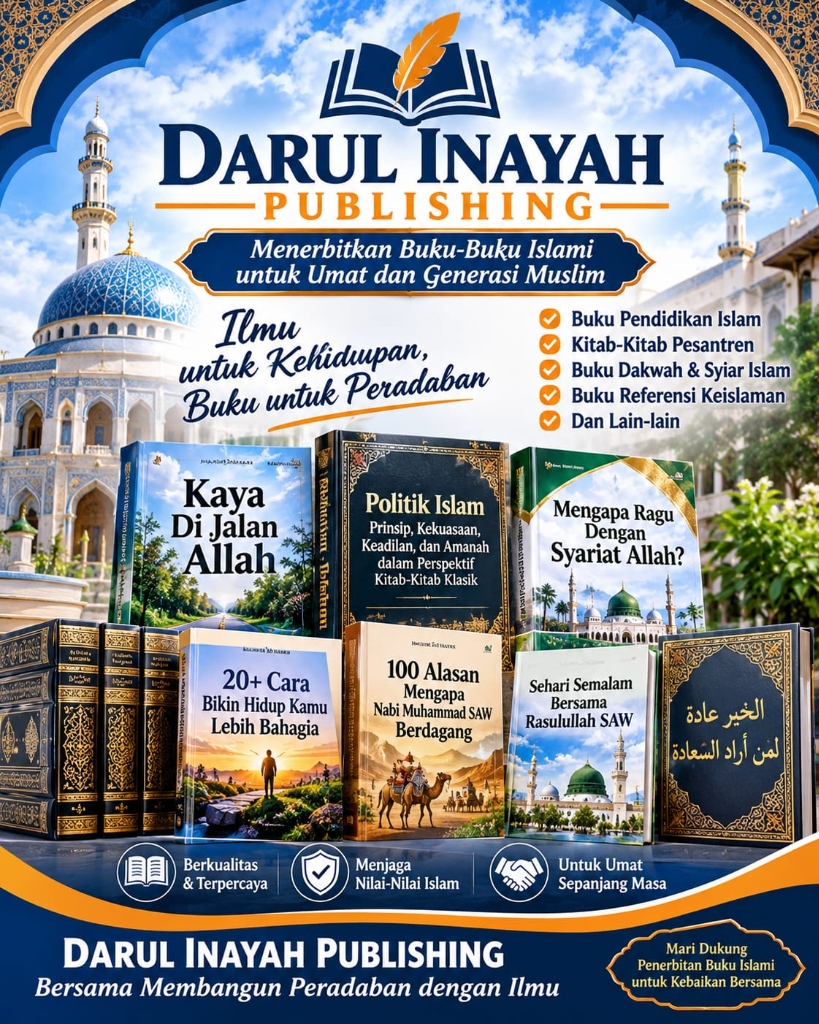 DARUL INAYAH
PUBLISHING
Menerbitkan Buku-Buku Islami
untuk Umat dan Generasi Muslim
Ilmu
untuk Kehidupan,
Buku untuk Peradaban
Buku Pendidikan Islam
Kitab-Kitab Pesantren
Buku Dakwah & Syiar Islam
Buku Referensi Keislaman
Dan Lain-lain
Kaya
Di Jalan
Allah
Politik Islam
Prinsip, Kekuasaan,
Keadilan, dan Amanah
dalam Perspektif
Kitab-Kitab Klasik
Mengapa Ragu
Dengan
Syariat Allah?
20+ Cara
Bikin Hidup Kamu
Lebih Bahagia
100 Alasan
Mengapa
Nabi Muhammad SAW
Berdagang
Sehari Semalam
Bersama
Rasulullah SAW
الخير عادة
لمن أراد السعادة
Berkualitas
& Terpercaya
Menjaga
Nilai-Nilai Islam
Untuk Umat
Sepanjang Masa
DARUL INAYAH PUBLISHING
Bersama Membangun Peradaban dengan Ilmu
Mari Dukung
Penerbitan Buku Islami
untuk Kebaikan Bersama